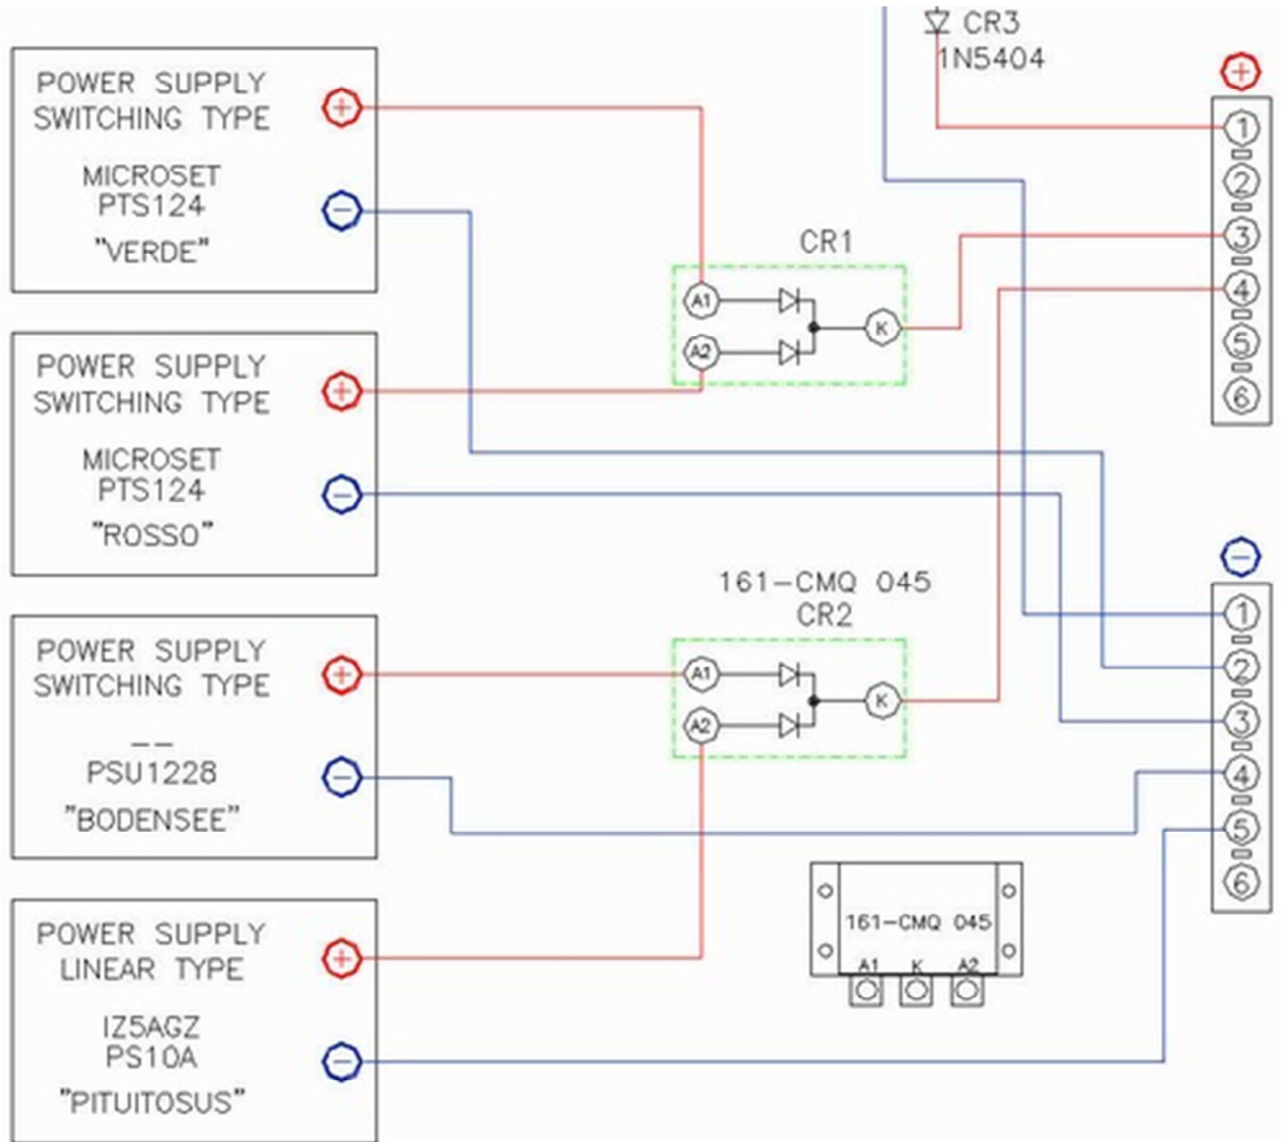 CR3
1N5404
+
POWER SUPPLY
SWITCHING TYPE
+
MICROSET
PTS124
−
"VERDE"
1
2
3
4
5
6
CR1
A1
A2
K
POWER SUPPLY
SWITCHING TYPE
+
MICROSET
PTS124
−
"ROSSO"
−
161-CMQ 045
CR2
A1
A2
K
1
2
3
4
5
6
POWER SUPPLY
SWITCHING TYPE
+
__
PSU1228
−
"BODENSEE"
161-CMQ 045
A1 K A2
POWER SUPPLY
LINEAR TYPE
+
IZ5AGZ
PS10A
−
"PITUITOSUS"